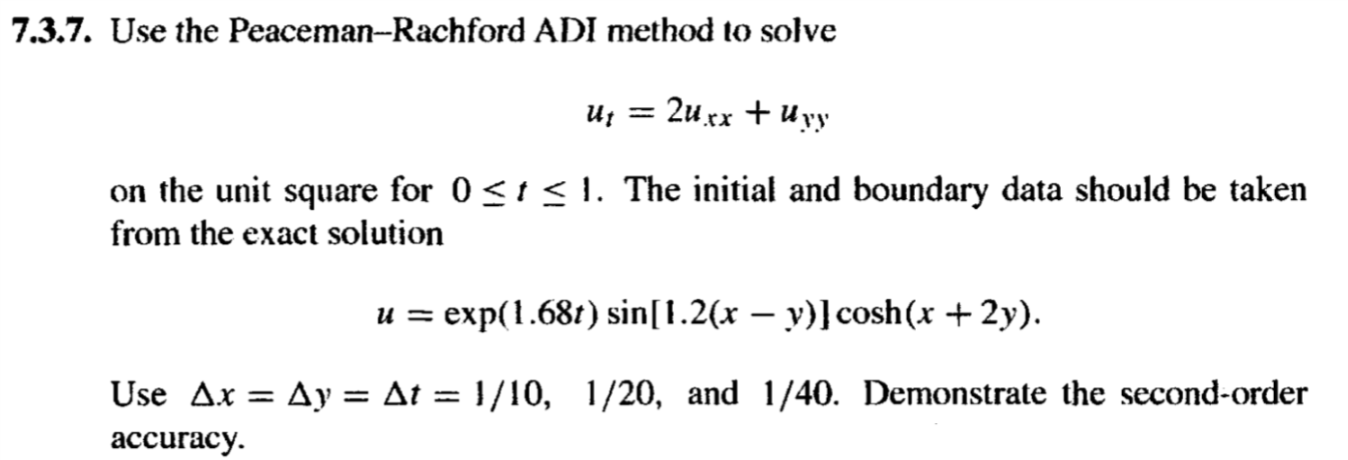 7.3.7. Use the Peaceman–Rachford ADI method to solve
u_t = 2u_xx + u_yy
on the unit square for 0 ≤ t ≤ 1. The initial and boundary data should be taken
from the exact solution
u = exp(1.68t) sin[1.2(x − y)] cosh(x + 2y).
Use Δx = Δy = Δt = 1/10, 1/20, and 1/40. Demonstrate the second-order
accuracy.